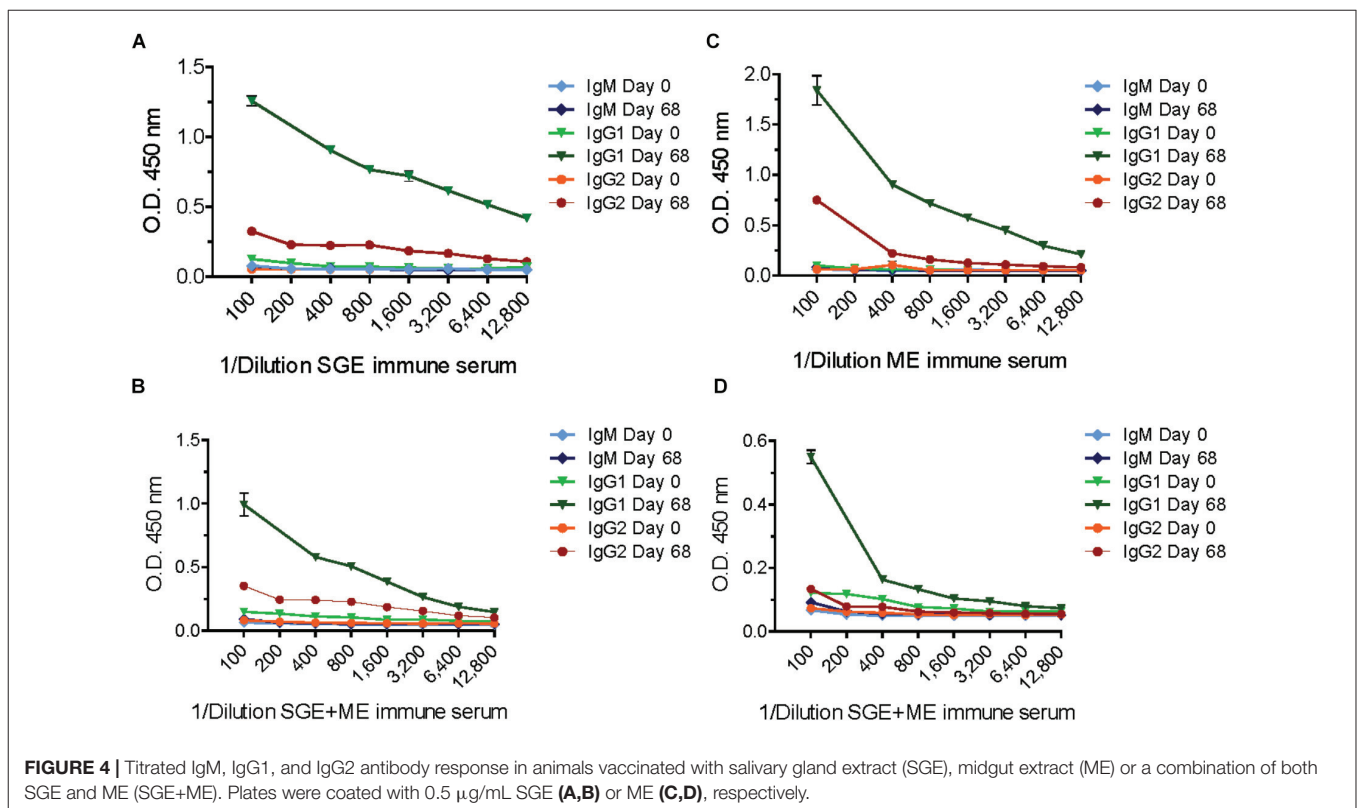 A
O.D. 450 nm
1.5
1.0
0.5
0.0
100
200
400
800
1,600
3,200
6,400
12,800
1/Dilution SGE immune serum
IgM Day 0
IgM Day 68
IgG1 Day 0
IgG1 Day 68
IgG2 Day 0
IgG2 Day 68
C
O.D. 450 nm
2.0
1.5
1.0
0.5
0.0
100
200
400
800
1,600
3,200
6,400
12,800
1/Dilution ME immune serum
IgM Day 0
IgM Day 68
IgG1 Day 0
IgG1 Day 68
IgG2 Day 0
IgG2 Day 68
B
O.D. 450 nm
1.5
1.0
0.5
0.0
100
200
400
800
1,600
3,200
6,400
12,800
1/Dilution SGE+ME immune serum
IgM Day 0
IgM Day 68
IgG1 Day 0
IgG1 Day 68
IgG2 Day 0
IgG2 Day 68
D
O.D. 450 nm
0.6
0.4
0.2
0.0
100
200
400
800
1,600
3,200
6,400
12,800
1/Dilution SGE+ME immune serum
IgM Day 0
IgM Day 68
IgG1 Day 0
IgG1 Day 68
IgG2 Day 0
IgG2 Day 68
FIGURE 4 | Titrated IgM, IgG1, and IgG2 antibody response in animals vaccinated with salivary gland extract (SGE), midgut extract (ME) or a combination of both
SGE and ME (SGE+ME). Plates were coated with 0.5 μg/mL SGE (A,B) or ME (C,D), respectively.